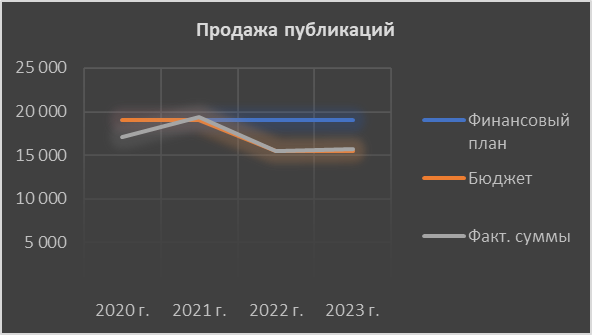 Продажа публикаций
25 000
20 000
15 000
10 000
5 000
2020 г. 2021 г. 2022 г. 2023 г.
Финансовый
план
Бюджет
Факт. суммы